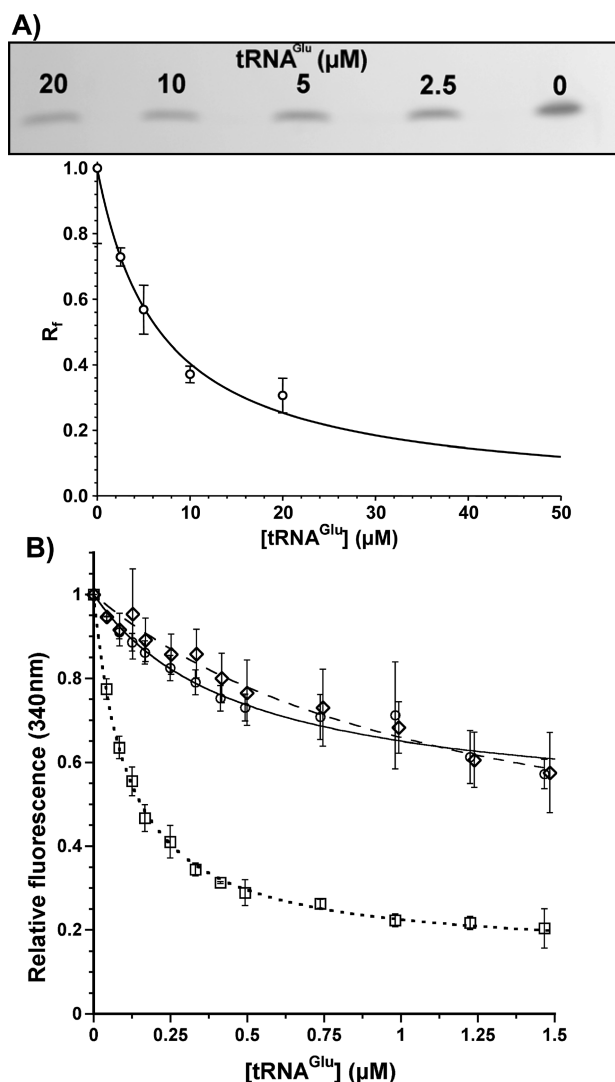 A)
tRNA^Glu (μM)
20 10 5 2.5 0
1.0
0.8
0.6
0.4
0.2
0.0
R_f
0 10 20 30 40 50
[tRNA^Glu] (μM)
B)
1
0.8
0.6
0.4
0.2
0
Relative fluorescence (340nm)
0 0.25 0.5 0.75 1 1.25 1.5
[tRNA^Glu] (μM)